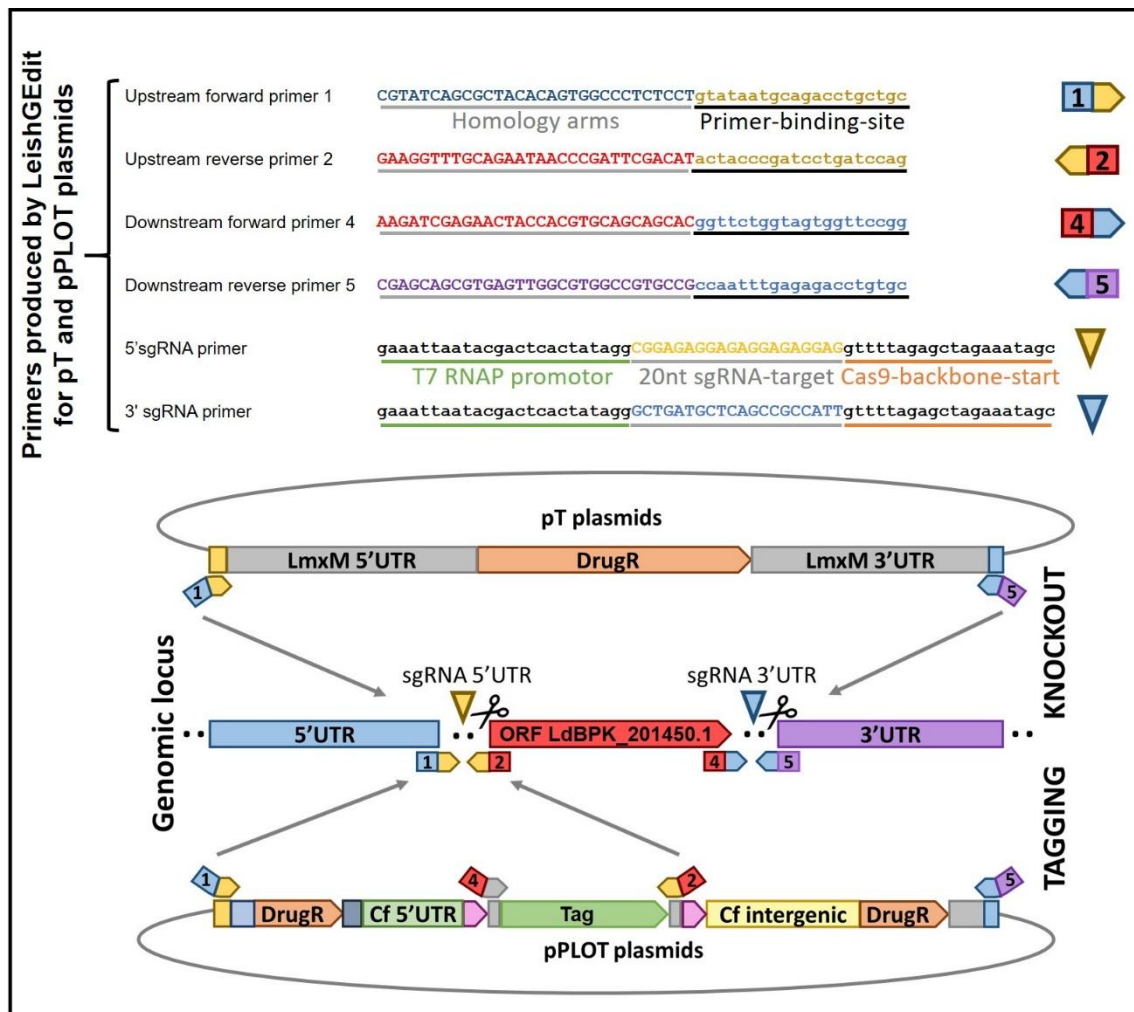 Primers produced by LeishGEdit
for pT and pPLOT plasmids
Upstream forward primer 1
CGTATCAGCGCTACACAGTGGCCCTCTCCTgtataatgcagacctgctgc
Homology arms
Primer-binding-site
1
Upstream reverse primer 2
GAAGGTTTGCAGAATAACCCGATTCGACATactacccgatcctgatccag
2
Downstream forward primer 4
AAGATCGAGAACTACCACGTGCAGCAGCACggttctggtagtggttccgg
4
Downstream reverse primer 5
CGAGCAGCGTGAGTTGGCGTGGCCGTGCCGccaatttgagagacctgtgc
5
5'sgRNA primer
gaaattaatacgactcactataggCGGAGAGGAGAGGAGAGGAGgttttagagctagaaatagc
T7 RNAP promotor
20nt sgRNA-target
Cas9-backbone-start
3' sgRNA primer
gaaattaatacgactcactataggGCTGATGCTCAGCCGCCATTgttttagagctagaaatagc
pT plasmids
LmxM 5'UTR
DrugR
LmxM 3'UTR
1
5
KNOCKOUT
Genomic locus
sgRNA 5'UTR
sgRNA 3'UTR
5'UTR
ORF LdBPK_201450.1
3'UTR
1
2
4
5
TAGGING
1
4
2
5
DrugR
Cf 5'UTR
Tag
Cf intergenic
DrugR
pPLOT plasmids